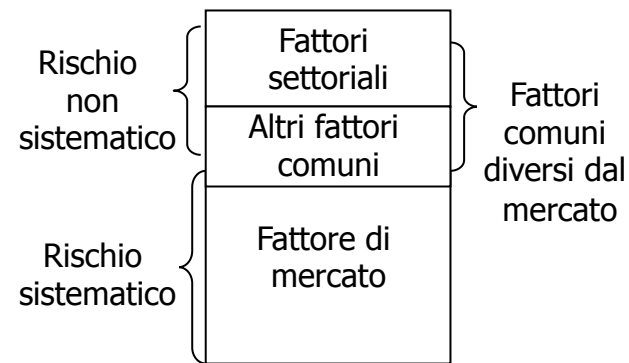 Rischio
non
sistematico
Fattori
settoriali
Altri fattori
comuni
Fattori
comuni
diversi dal
mercato
Rischio
sistematico
Fattore di
mercato